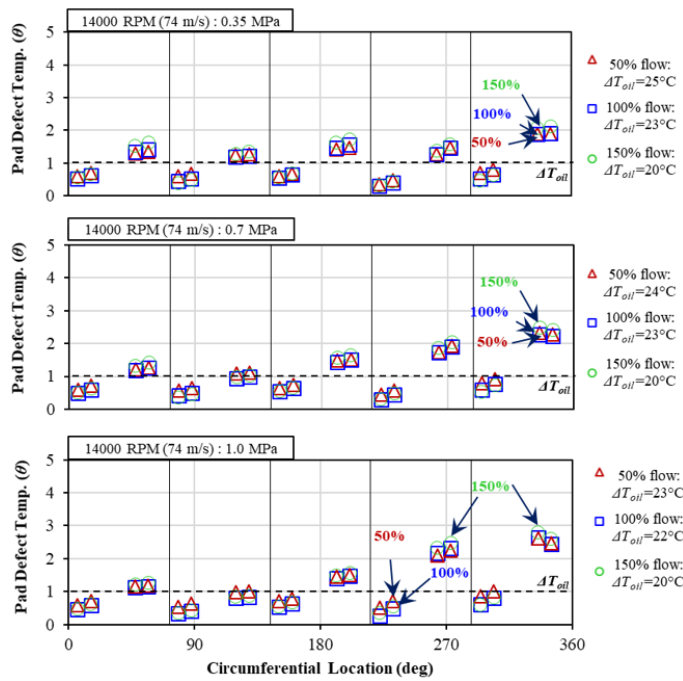 14000 RPM (74 m/s) : 0.35 MPa
Pad Defect Temp. (θ)
5
4
3
2
1
0
150%
100%
50%
ΔToil
50% flow:
ΔToil=25°C
100% flow:
ΔToil=23°C
150% flow:
ΔToil=20°C
14000 RPM (74 m/s) : 0.7 MPa
Pad Defect Temp. (θ)
5
4
3
2
1
0
150%
100%
50%
ΔToil
50% flow:
ΔToil=24°C
100% flow:
ΔToil=23°C
150% flow:
ΔToil=20°C
14000 RPM (74 m/s) : 1.0 MPa
Pad Defect Temp. (θ)
5
4
3
2
1
0
150%
50%
100%
ΔToil
50% flow:
ΔToil=23°C
100% flow:
ΔToil=22°C
150% flow:
ΔToil=20°C
0 90 180 270 360
Circumferential Location (deg)